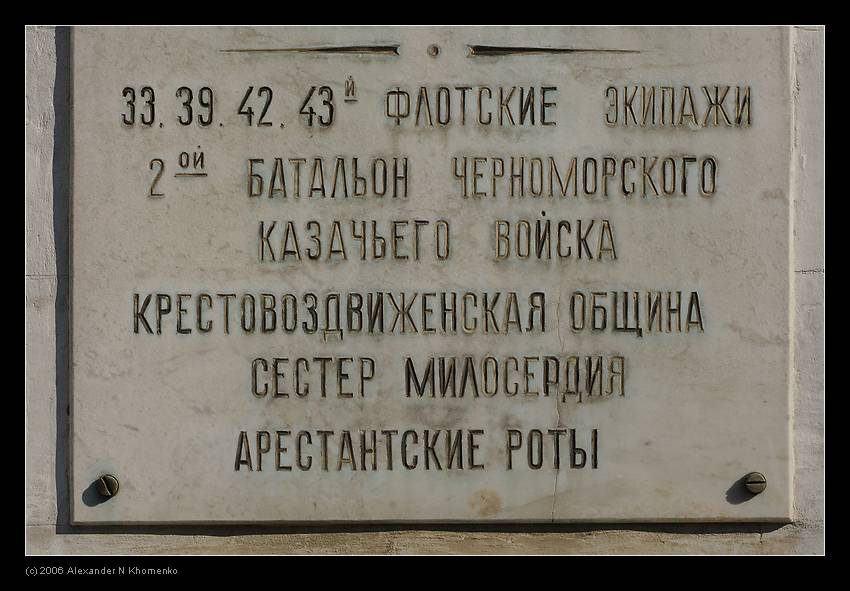 33. 39. 42. 43й ФЛОТСКИЕ ЭКИПАЖИ
2ой БАТАЛЬОН ЧЕРНОМОРСКОГО
КАЗАЧЬЕГО ВОЙСКА
КРЕСТОВОЗДВИЖЕНСКАЯ ОБЩИНА
СЕСТЕР МИЛОСЕРДИЯ
АРЕСТАНТСКИЕ РОТЫ
(c) 2006 Alexander N Khomenko